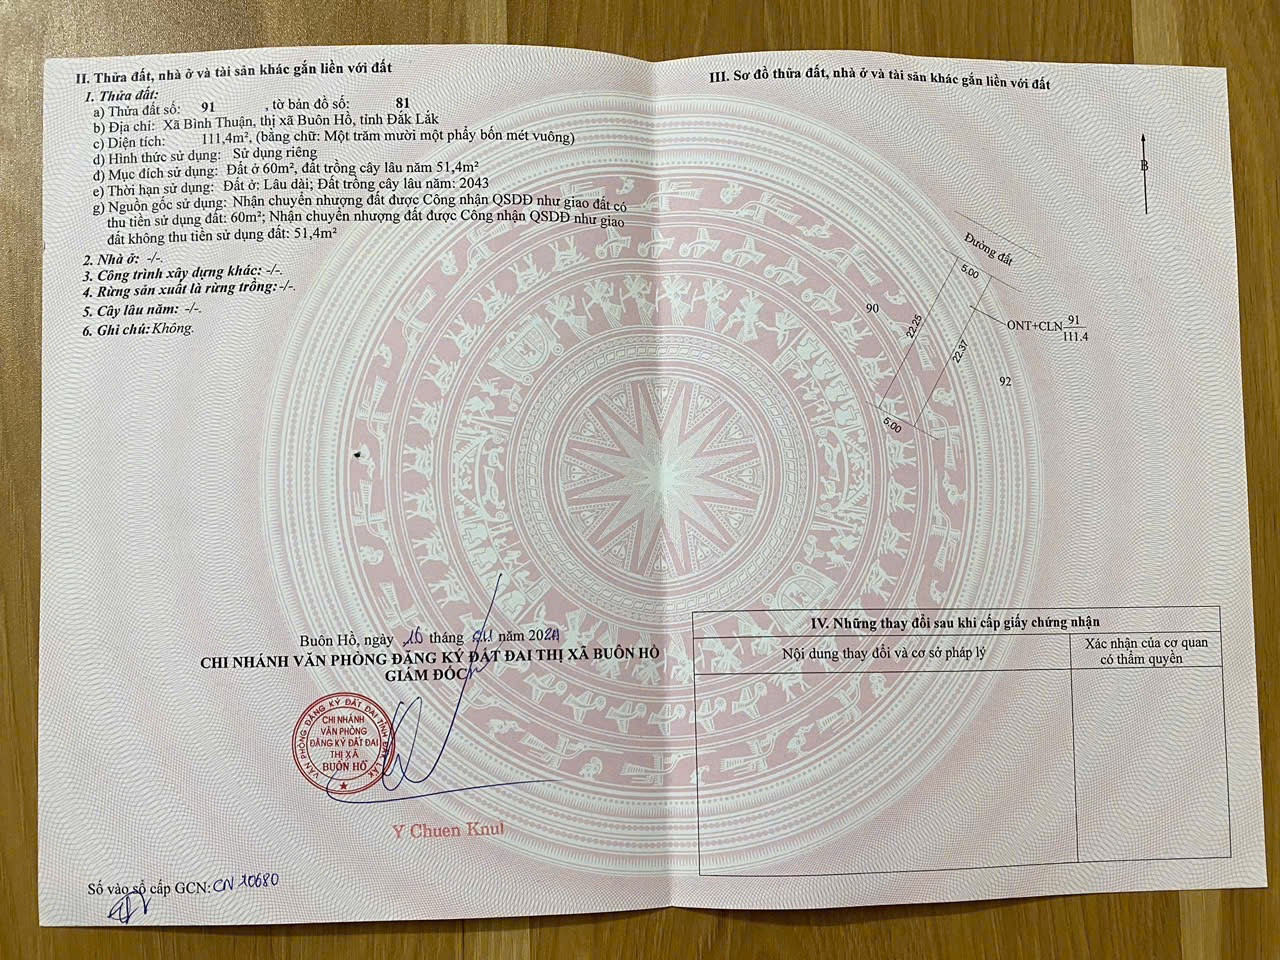 II. Thửa đất, nhà ở và tài sản khác gắn liền với đất
1. Thửa đất:
a) Thửa đất số: 91 , tờ bản đồ số: 81
b) Địa chỉ: Xã Bình Thuận, thị xã Buôn Hồ, tỉnh Đắk Lắk
c) Diện tích: 111,4m², (bằng chữ: Một trăm mười một phẩy bốn mét vuông)
d) Hình thức sử dụng: Sử dụng riêng
đ) Mục đích sử dụng: Đất ở 60m², đất trồng cây lâu năm 51,4m²
e) Thời hạn sử dụng: Đất ở: Lâu dài; Đất trồng cây lâu năm: 2043
g) Nguồn gốc sử dụng: Nhận chuyển nhượng đất được Công nhận QSDĐ như giao đất có
thu tiền sử dụng đất: 60m²; Nhận chuyển nhượng đất được Công nhận QSDĐ như giao
đất không thu tiền sử dụng đất: 51,4m²
2. Nhà ở: -/-.
3. Công trình xây dựng khác: -/-.
4. Rừng sản xuất là rừng trồng: -/-.
5. Cây lâu năm: -/-.
6. Ghi chú: Không.
Buôn Hồ, ngày 16 tháng năm 2021
CHI NHÁNH VĂN PHÒNG ĐĂNG KÝ ĐẤT ĐAI THỊ XÃ BUÔN HỒ
GIÁM ĐỐC
VĂN PHÒNG ĐĂNG KÝ ĐẤT ĐAI TỈNH ĐẮK LẮK
CHI NHÁNH
VĂN PHÒNG
ĐĂNG KÝ ĐẤT ĐAI
THỊ XÃ
BUÔN HỒ
Y Chuen Knul
Số vào sổ cấp GCN: CN 10680
III. Sơ đồ thửa đất, nhà ở và tài sản khác gắn liền với đất
B
Đường đất
5.00
90
22.25
22.37
ONT+CLN 91
111.4
92
5.00
IV. Những thay đổi sau khi cấp giấy chứng nhận
Nội dung thay đổi và cơ sở pháp lý
Xác nhận của cơ quan
có thẩm quyền